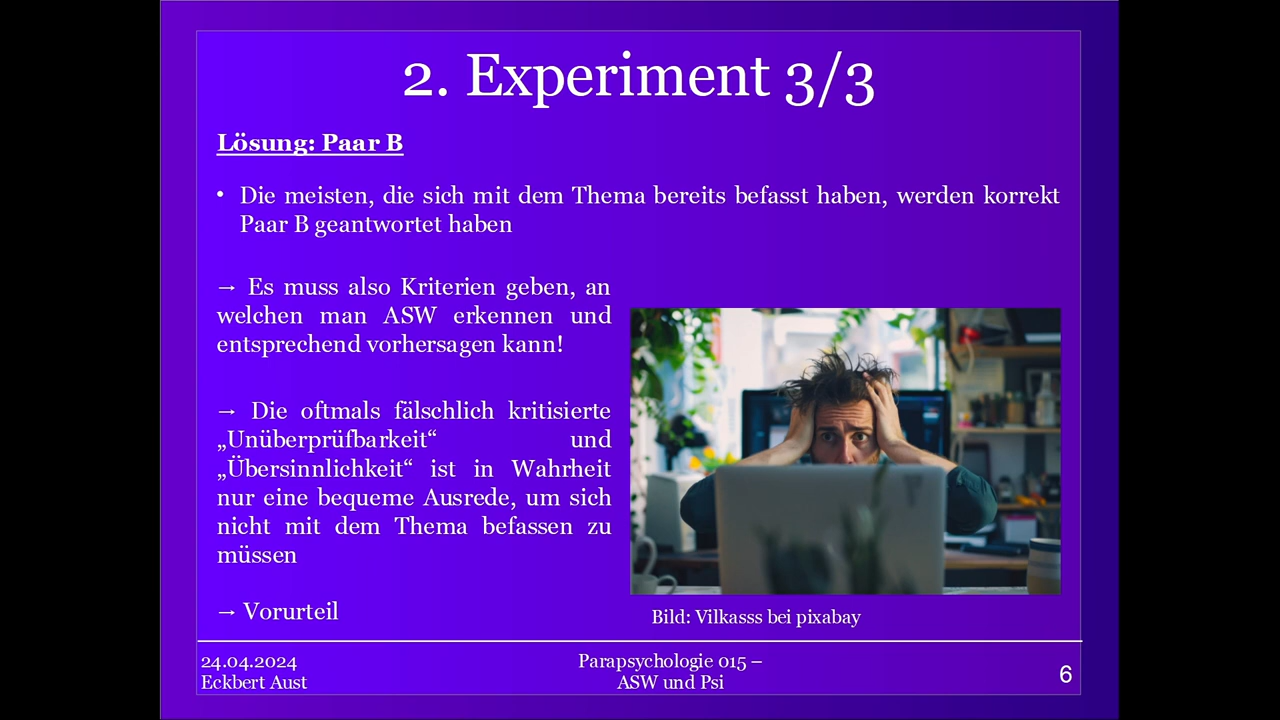 2. Experiment 3/3
Lösung: Paar B
• Die meisten, die sich mit dem Thema bereits befasst haben, werden korrekt
Paar B geantwortet haben
→ Es muss also Kriterien geben, an
welchen man ASW erkennen und
entsprechend vorhersagen kann!
→ Die oftmals fälschlich kritisierte
„Unüberprüfbarkeit“ und
„Übersinnlichkeit“ ist in Wahrheit
nur eine bequeme Ausrede, um sich
nicht mit dem Thema befassen zu
müssen
→ Vorurteil
Bild: Vilkasss bei pixabay
24.04.2024
Eckbert Aust
Parapsychologie 015 –
ASW und Psi
6